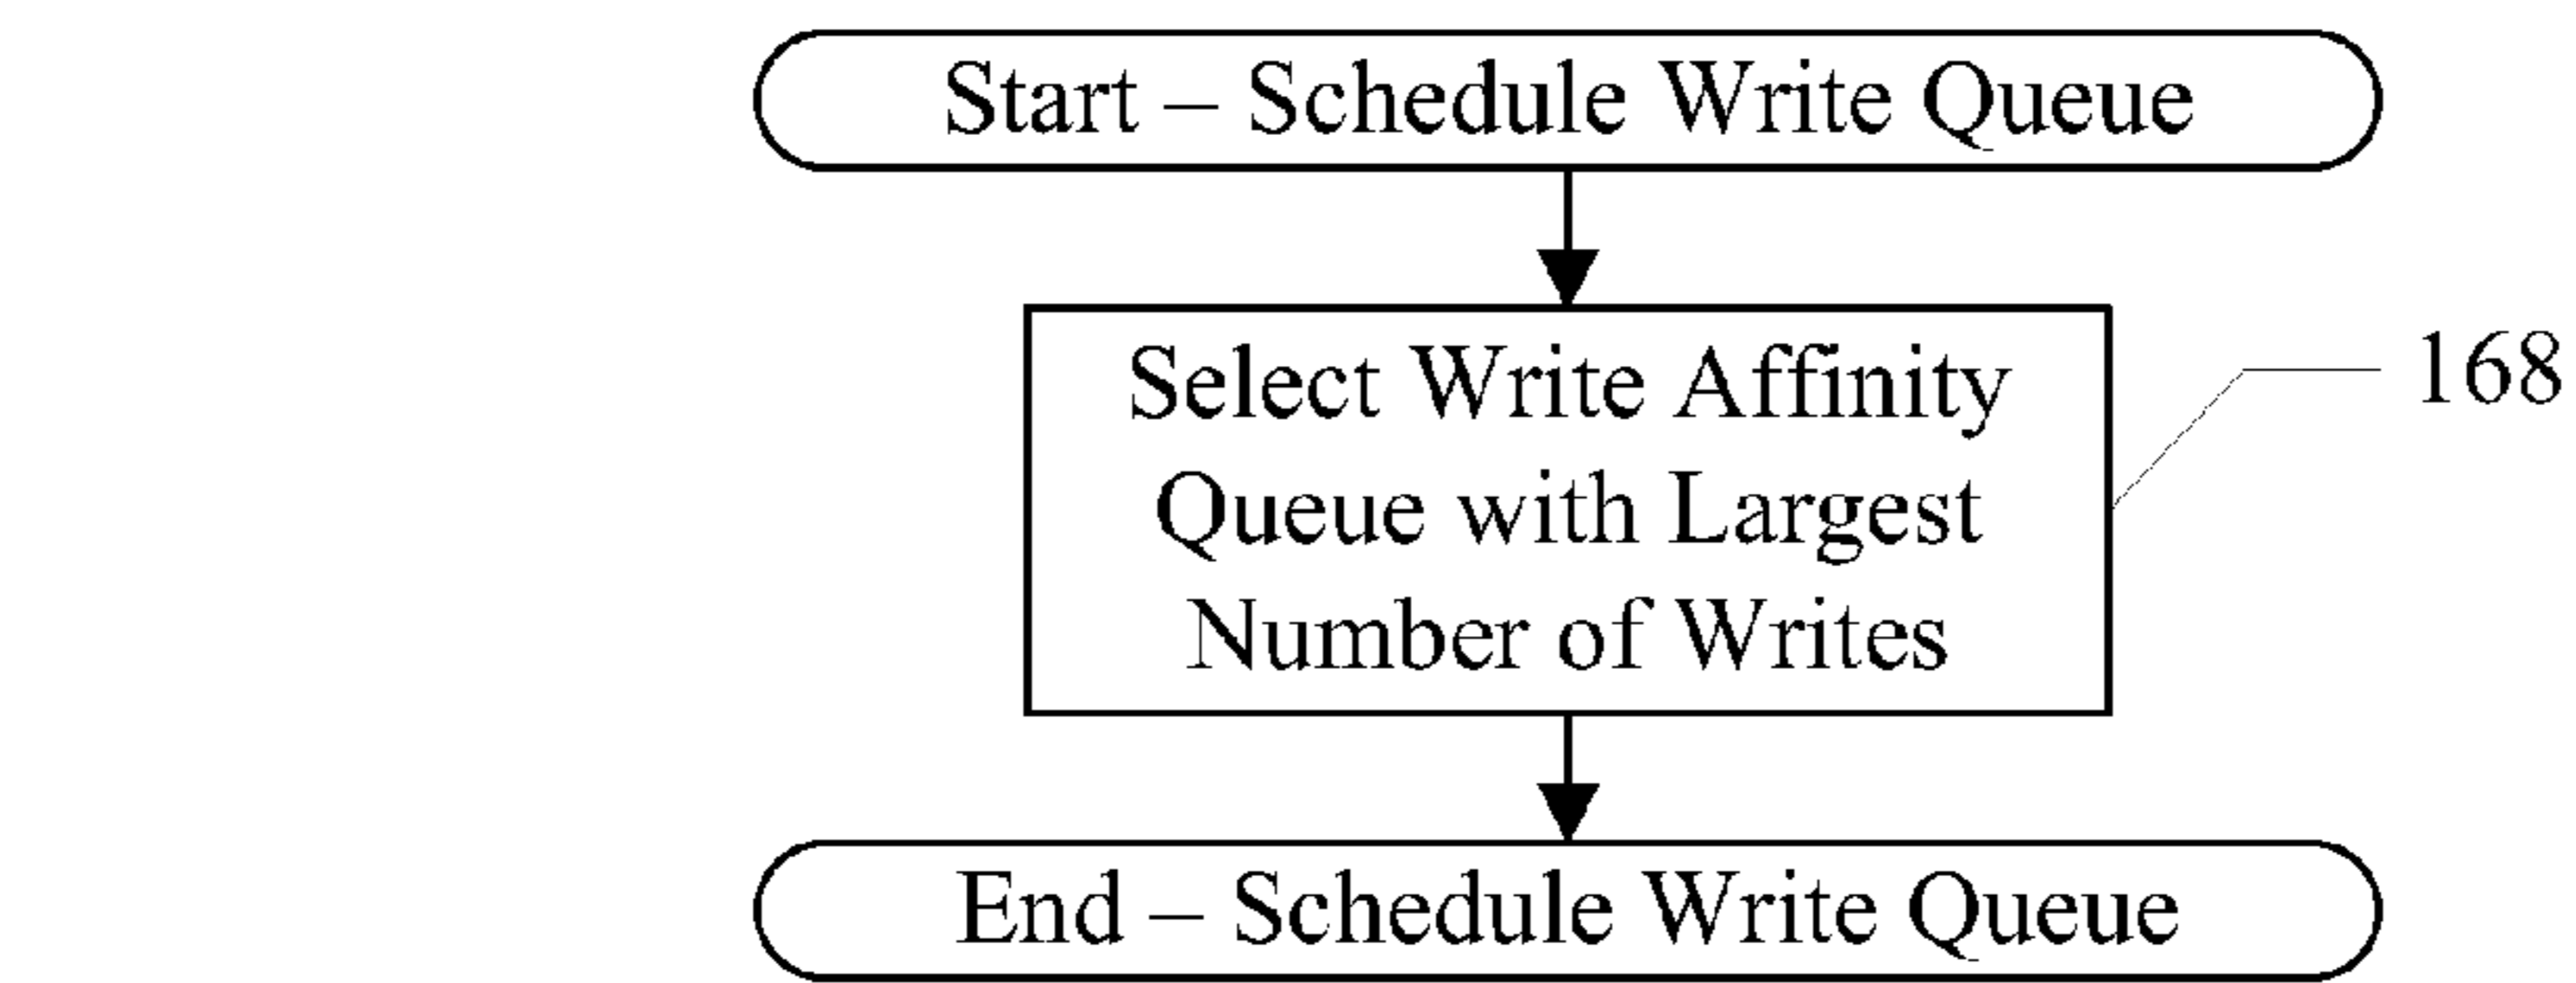 Start – Schedule Write Queue
Select Write Affinity
168
Queue with Largest
Number of Writes
End – Schedule Write Queue